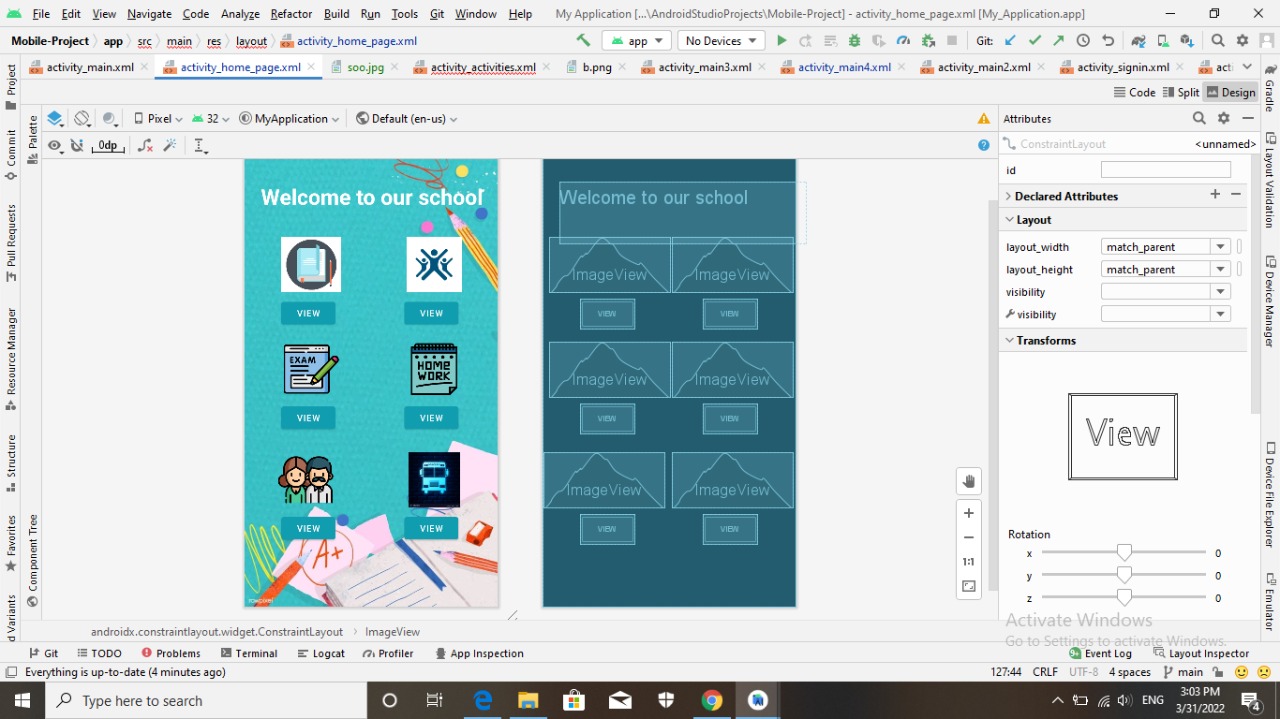 File Edit View Navigate Code Analyze Refactor Build Run Tools Git Window Help My Application [...\AndroidStudioProjects\Mobile-Project] - activity_home_page.xml [My_Application.app]
Mobile-Project app src main res layout activity_home_page.xml app No Devices Git:
activity_main.xml activity_home_page.xml soo.jpg activity_activities.xml b.png activity_main3.xml activity_main4.xml activity_main2.xml activity_signin.xml acti
Code Split Design
Pixel 32 MyApplication Default (en-us) Attributes
0dp
ConstraintLayout <unnamed>
id
Declared Attributes
Layout
layout_width match_parent
layout_height match_parent
visibility
visibility
Transforms
View
Rotation
x 0
y 0
z 0
Welcome to our school
VIEW VIEW
EXAM HOME WORK
VIEW VIEW
VIEW VIEW
A+
rawpixel
Welcome to our school
ImageView ImageView
VIEW VIEW
ImageView ImageView
VIEW VIEW
ImageView ImageView
VIEW VIEW
1:1
Project
Commit
Pull Requests
Resource Manager
Structure
Favorites
d Variants
Palette
Component Tree
Gradle
Layout Validation
Device Manager
Device File Explorer
Emulator
Activate Windows
Go to Settings to activate Windows.
androidx.constraintlayout.widget.ConstraintLayout ImageView
Git TODO Problems Terminal Logcat Profiler App Inspection 9+ Event Log Layout Inspector
Everything is up-to-date (4 minutes ago) 127:44 CRLF UTF-8 4 spaces main
Type here to search ENG 3:03 PM
3/31/2022 4